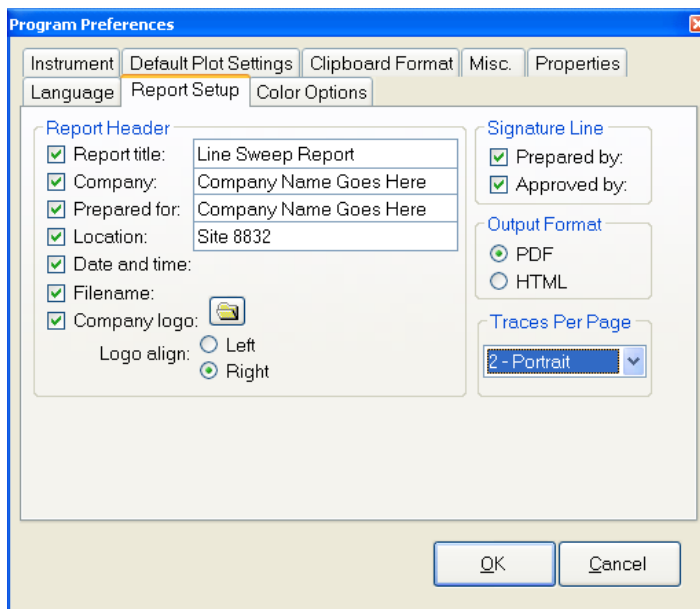 Program Preferences
Instrument Default Plot Settings Clipboard Format Misc. Properties
Language Report Setup Color Options
Report Header
Report title: Line Sweep Report
Company: Company Name Goes Here
Prepared for: Company Name Goes Here
Location: Site 8832
Date and time:
Filename:
Company logo:
Logo align: Left
Right
Signature Line
Prepared by:
Approved by:
Output Format
PDF
HTML
Traces Per Page
2 - Portrait
OK Cancel